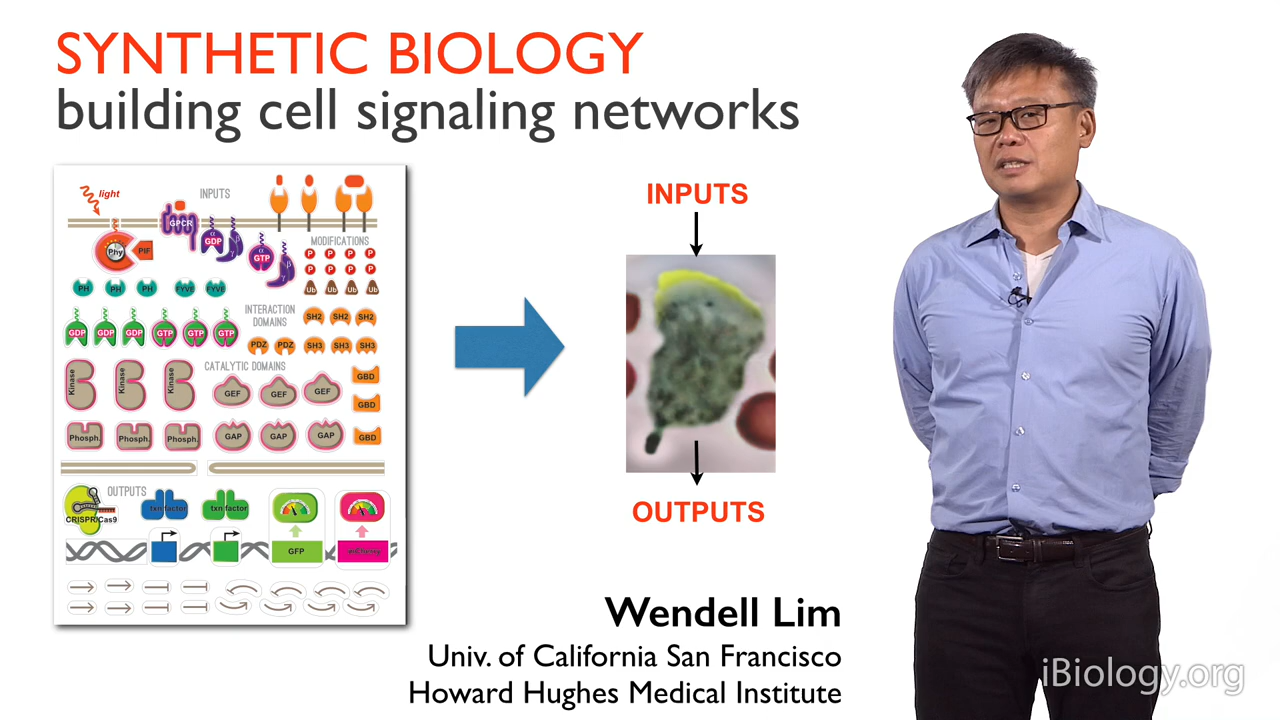 SYNTHETIC BIOLOGY
building cell signaling networks
light
INPUTS
GPCR
Phy
PIF
α
GDP
β
γ
α
GTP
β
γ
MODIFICATIONS
P P P P
P P P P
Ub Ub Ub
PH PH PH FYVE FYVE
INTERACTION
DOMAINS
SH2 SH2 SH2
GDP GDP GDP GTP GTP GTP
PDZ PDZ SH3 SH3 SH3
CATALYTIC DOMAINS
Kinase Kinase Kinase
GEF GEF GEF
GBD
GBD
Phosph. Phosph. Phosph.
GAP GAP GAP
GBD
OUTPUTS
CRISPR/Cas9
txn factor txn factor
GFP
mCherry
INPUTS
OUTPUTS
Wendell Lim
Univ. of California San Francisco
Howard Hughes Medical Institute
iBiology.org